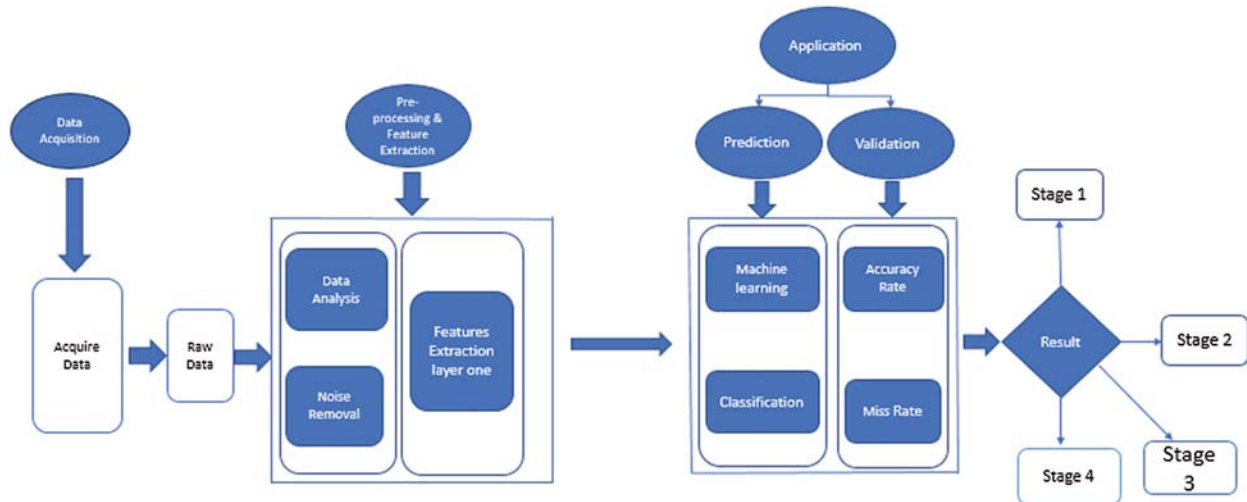 Application
Data
Acquisition
Pre-
processing &
Feature
Extraction
Prediction
Validation
Acquire
Data
Raw
Data
Data
Analysis
Noise
Removal
Features
Extraction
layer one
Machine
learning
Classification
Accuracy
Rate
Miss Rate
Result
Stage 1
Stage 2
Stage
3
Stage 4